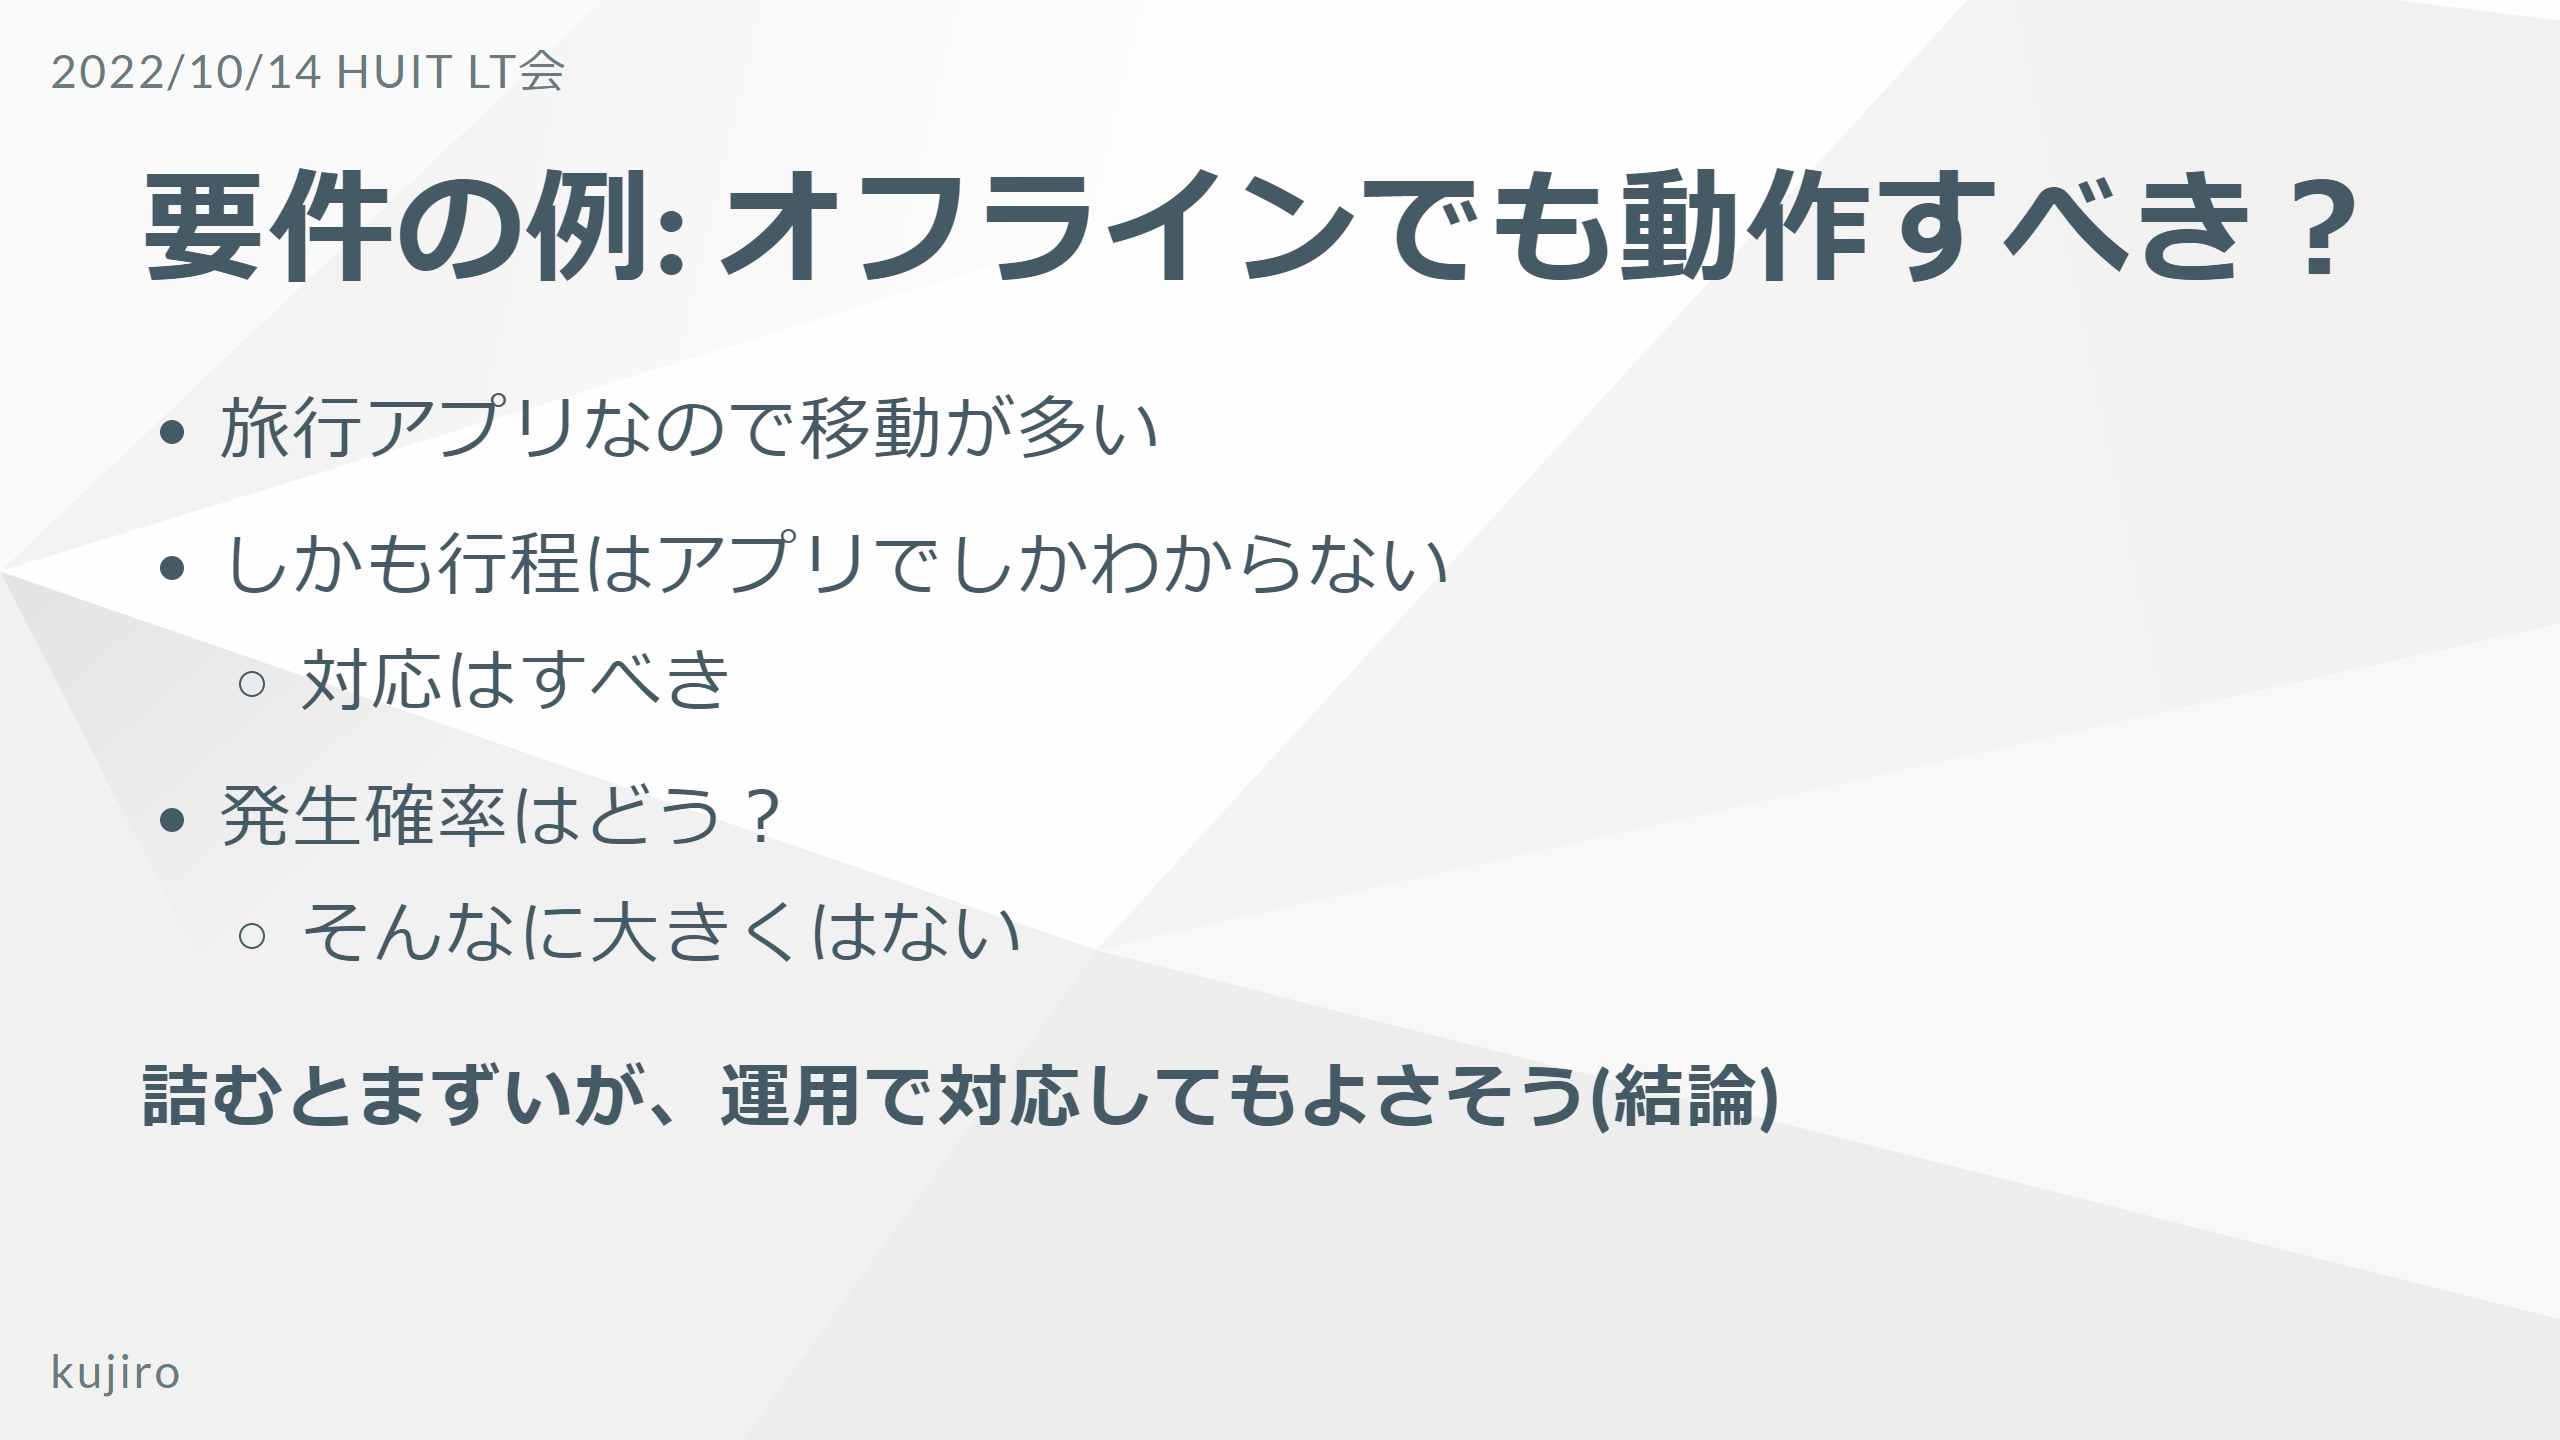 2022/10/14 HUIT LT会
要件の例: オフラインでも動作すべき？
• 旅行アプリなので移動が多い
• しかも行程はアプリでしかわからない
○ 対応はすべき
• 発生確率はどう？
○ そんなに大きくはない
詰むとまずいが、運用で対応してもよさそう(結論)
kujiro